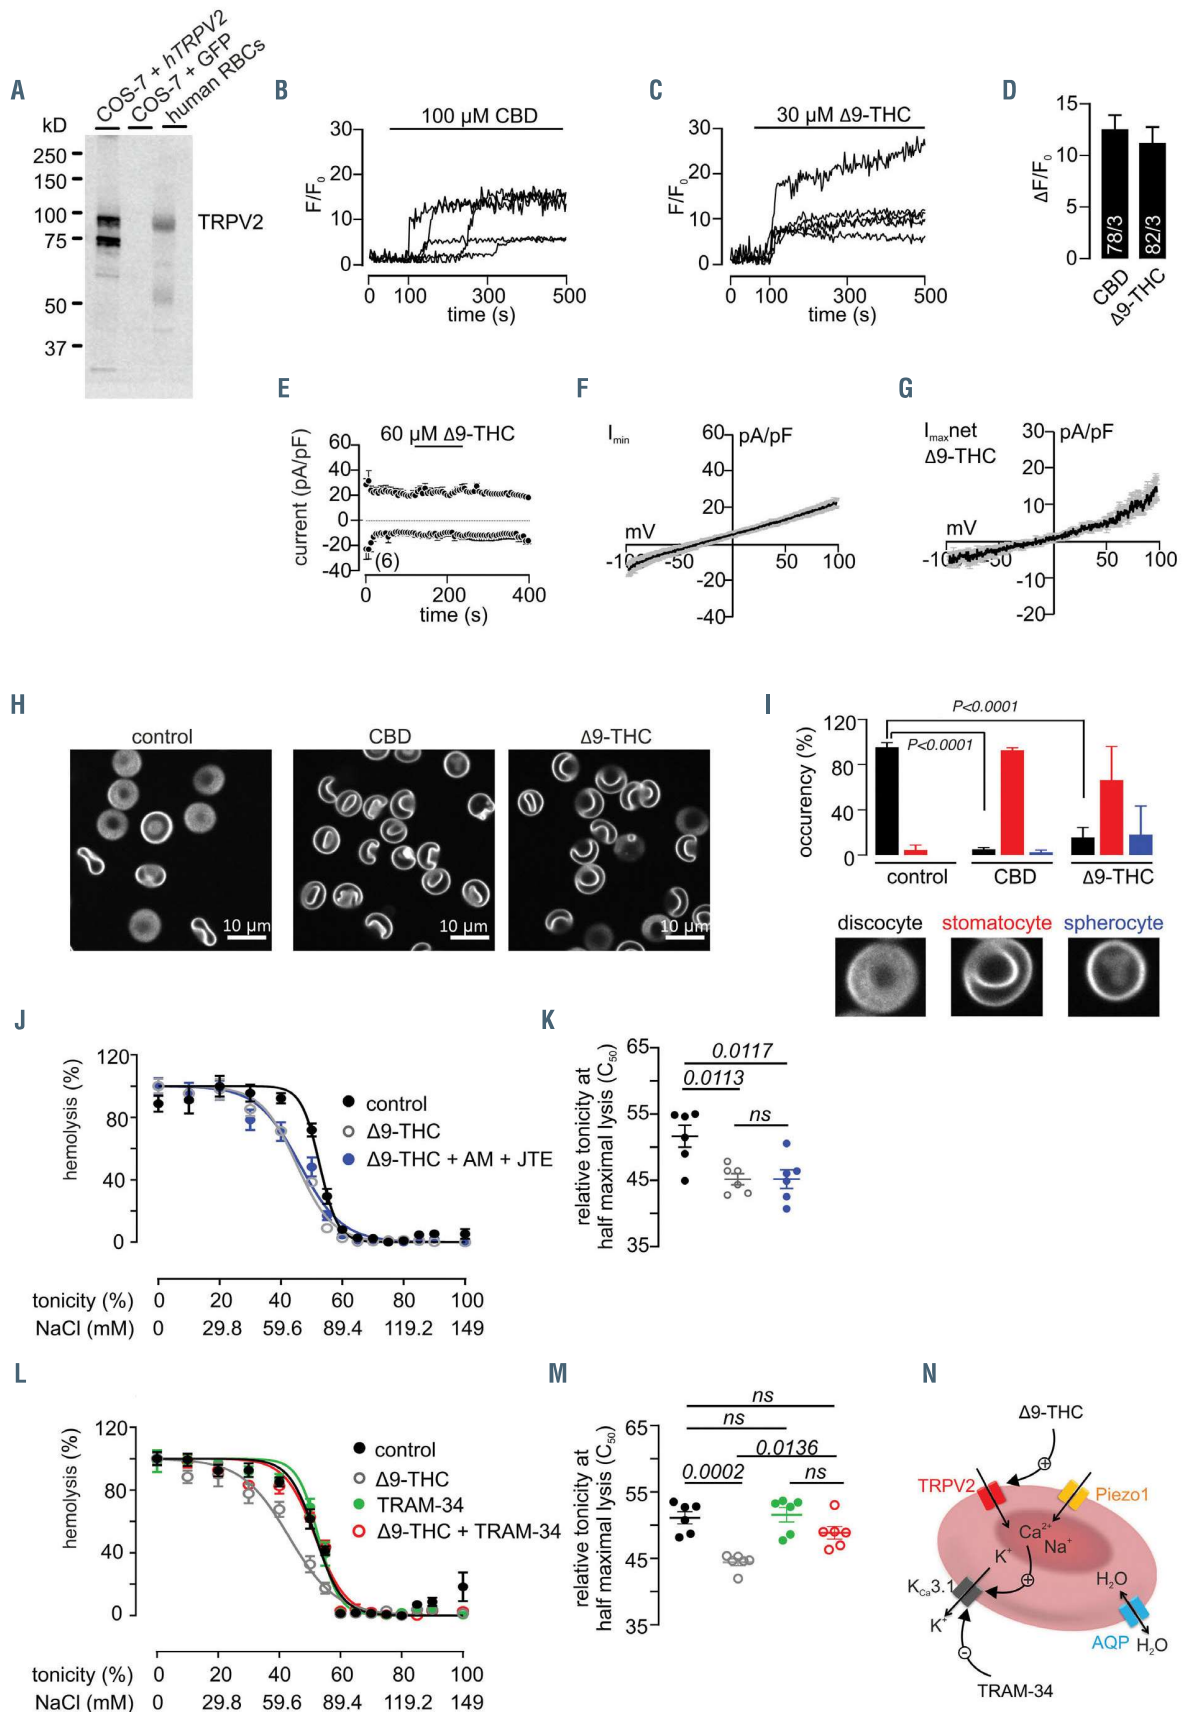 A
COS-7 + hTRPV2
COS-7 + GFP
human RBCs
kD
250
150
100
75
50
37
TRPV2
B
100 µM CBD
F/F0
30
20
10
0
0 100 300 500
time (s)
C
30 µM Δ9-THC
F/F0
30
20
10
0
0 100 300 500
time (s)
D
ΔF/F0
15
10
5
0
78/3
82/3
CBD
Δ9-THC
E
60 µM Δ9-THC
current (pA/pF)
60
40
20
0
-20
-40
(6)
0 200 400
time (s)
F
Imin
60
pA/pF
40
20
mV
-100 -50 50 100
-20
-40
G
Imaxnet
Δ9-THC
30
pA/pF
20
10
mV
-100 -50 50 100
-10
-20
H
control
CBD
Δ9-THC
10 µm
10 µm
10 µm
I
P<0.0001
P<0.0001
occurency (%)
120
80
40
0
control
CBD
Δ9-THC
discocyte
stomatocyte
spherocyte
J
hemolysis (%)
120
80
40
0
control
Δ9-THC
Δ9-THC + AM + JTE
0 20 40 60 80 100
tonicity (%)
NaCl (mM) 0 29.8 59.6 89.4 119.2 149
K
relative tonicity at
half maximal lysis (C50)
65
55
45
35
0.0117
0.0113
ns
L
hemolysis (%)
120
80
40
0
control
Δ9-THC
TRAM-34
Δ9-THC + TRAM-34
tonicity (%) 0 20 40 60 80 100
NaCl (mM) 0 29.8 59.6 89.4 119.2 149
M
relative tonicity at
half maximal lysis (C50)
65
55
45
35
ns
ns
0.0136
0.0002
ns
N
Δ9-THC
+
TRPV2
Piezo1
Ca2+
Na+
K+
+
KCa3.1
K+
H2O
AQP
H2O
-
TRAM-34